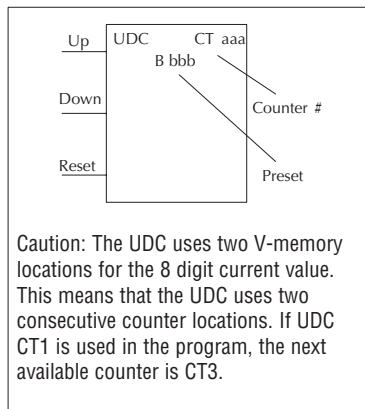 Up
UDC CT aaa
B bbb
Down
Counter #
Reset
Preset
Caution: The UDC uses two V-memory
locations for the 8 digit current value.
This means that the UDC uses two
consecutive counter locations. If UDC
CT1 is used in the program, the next
available counter is CT3.